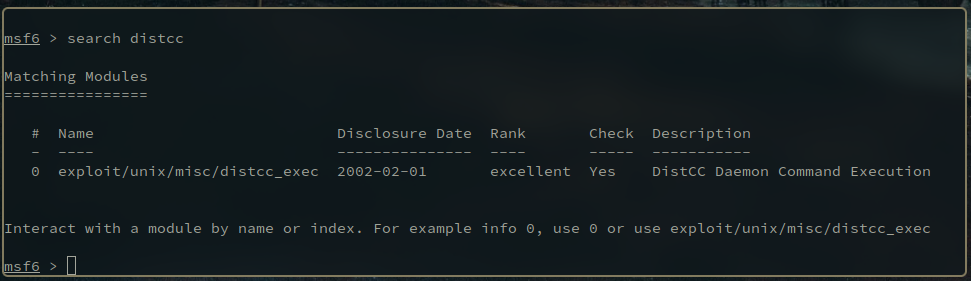 msf6 > search distcc
Matching Modules
================
#  Name                               Disclosure Date  Rank       Check  Description
-  ----                               ---------------  ----       -----  -----------
0  exploit/unix/misc/distcc_exec  2002-02-01       excellent  Yes    DistCC Daemon Command Execution
Interact with a module by name or index. For example info 0, use 0 or use exploit/unix/misc/distcc_exec
msf6 >